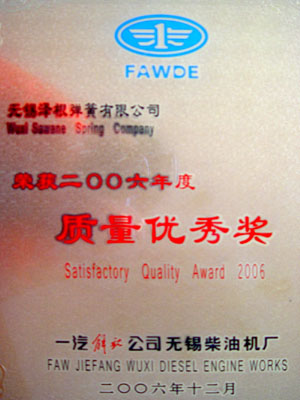 1
FAWDE
无锡泽根弹簧有限公司
Wuxi Sawane Spring Company
荣获二〇〇六年度
质量优秀奖
Satisfactory Quality Award 2006
一汽解放公司无锡柴油机厂
FAW JIEFANG WUXI DIESEL ENGINE WORKS
二〇〇六年十二月